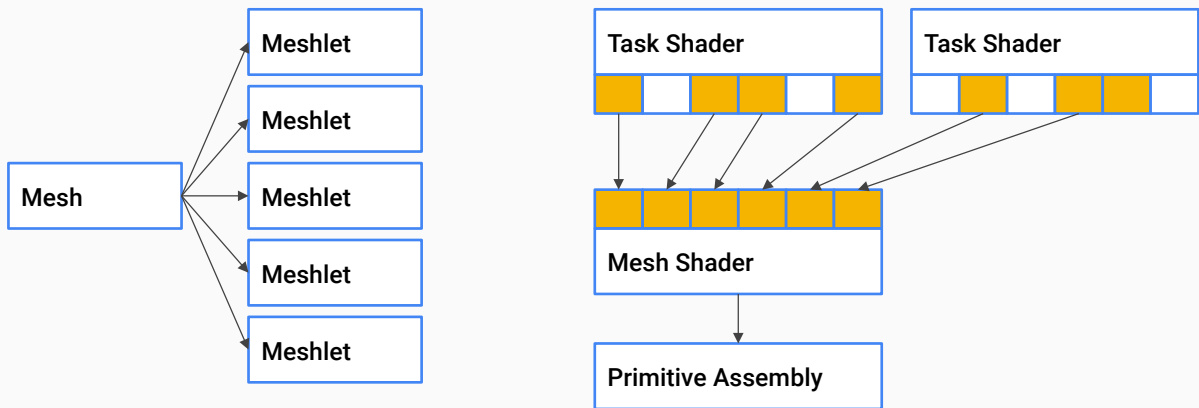 Mesh
Meshlet
Meshlet
Meshlet
Meshlet
Meshlet
Task Shader
Task Shader
Mesh Shader
Primitive Assembly